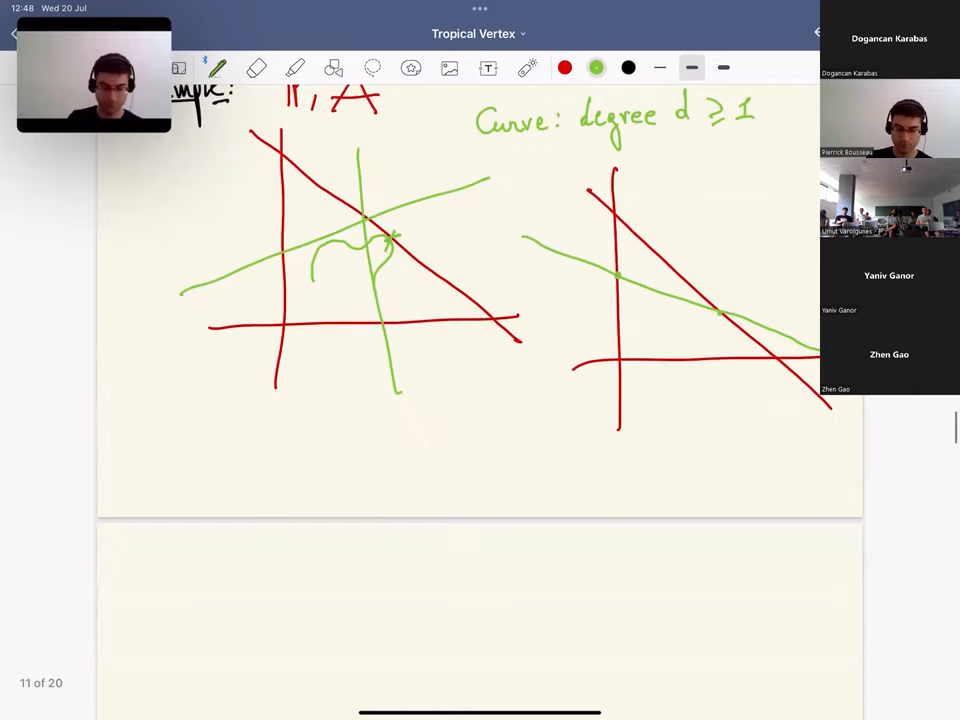 12:48 Wed 20 Jul
Tropical Vertex
Dogancan Karabas
Dogancan Karabas
Pierrick Bousseau
Umut Varolgunes
Yaniv Ganor
Yaniv Ganor
Zhen Gao
Zhen Gao
Curve: degree d ≥ 1
11 of 20